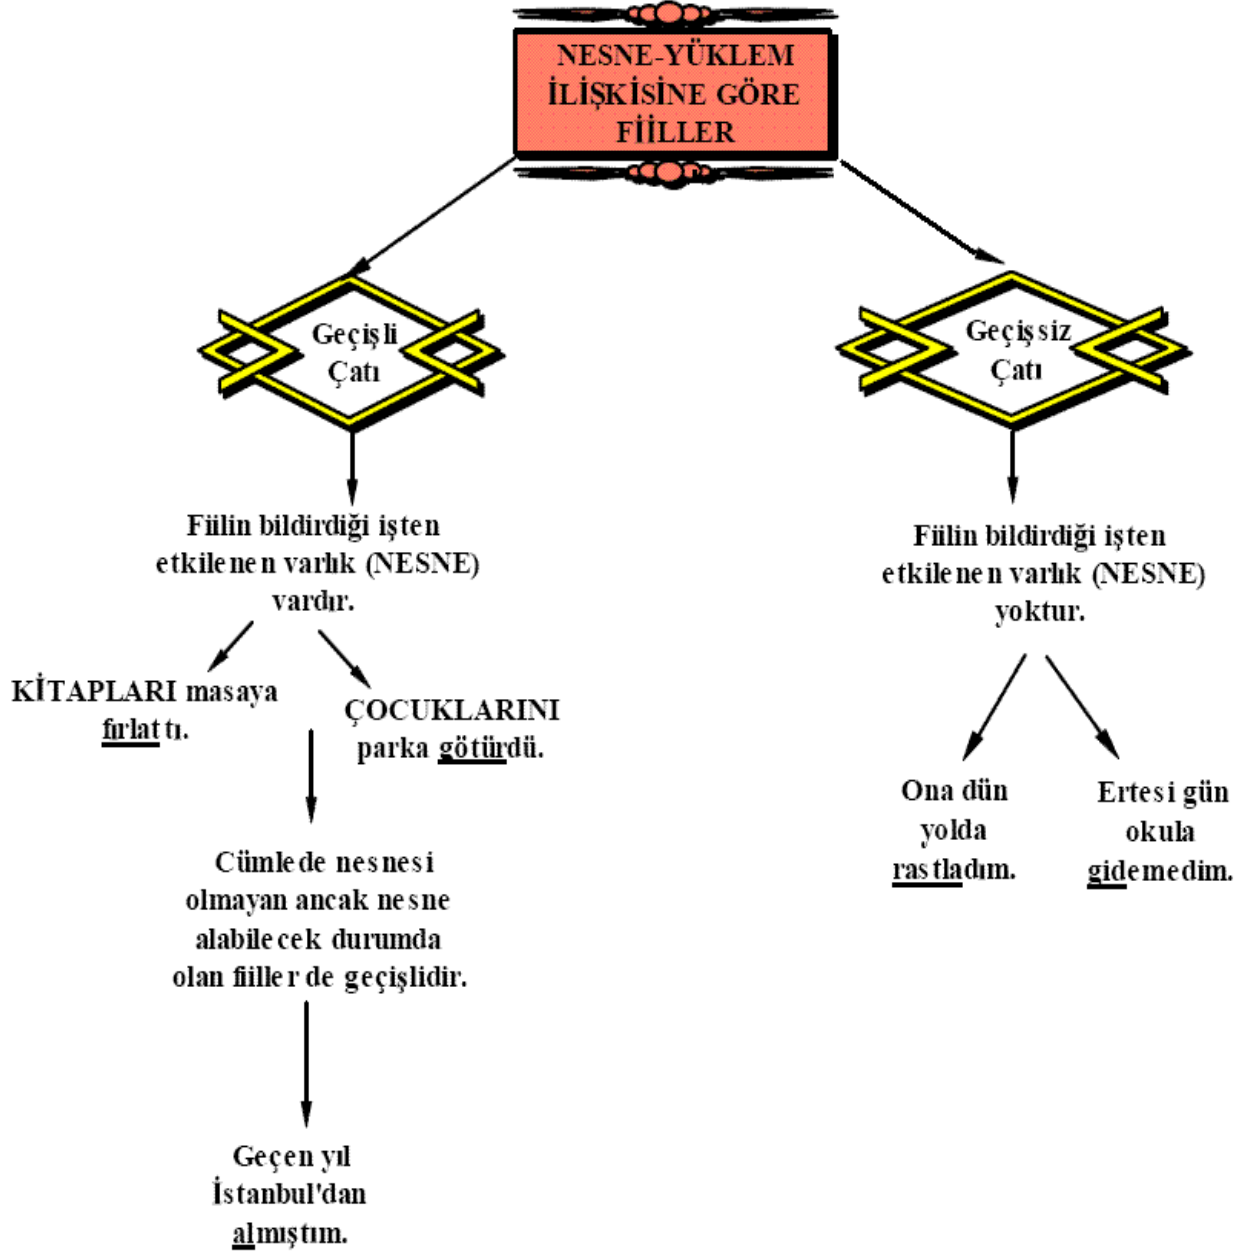 NESNE-YÜKLEM
İLİŞKİSİNE GÖRE
FİİLLER
Geçişli
Çatı
Fiilin bildirdiği işten
etkilenen varlık (NESNE)
vardır.
KİTAPLARI masaya
fırlattı.
ÇOCUKLARINI
parka götürdü.
Cümlede nesnesi
olmayan ancak nesne
alabilecek durumda
olan fiiller de geçişlidir.
Geçen yıl
İstanbul'dan
almıştım.
Geçişsiz
Çatı
Fiilin bildirdiği işten
etkilenen varlık (NESNE)
yoktur.
Ona dün
yolda
rastladım.
Ertesi gün
okula
gidemedim.